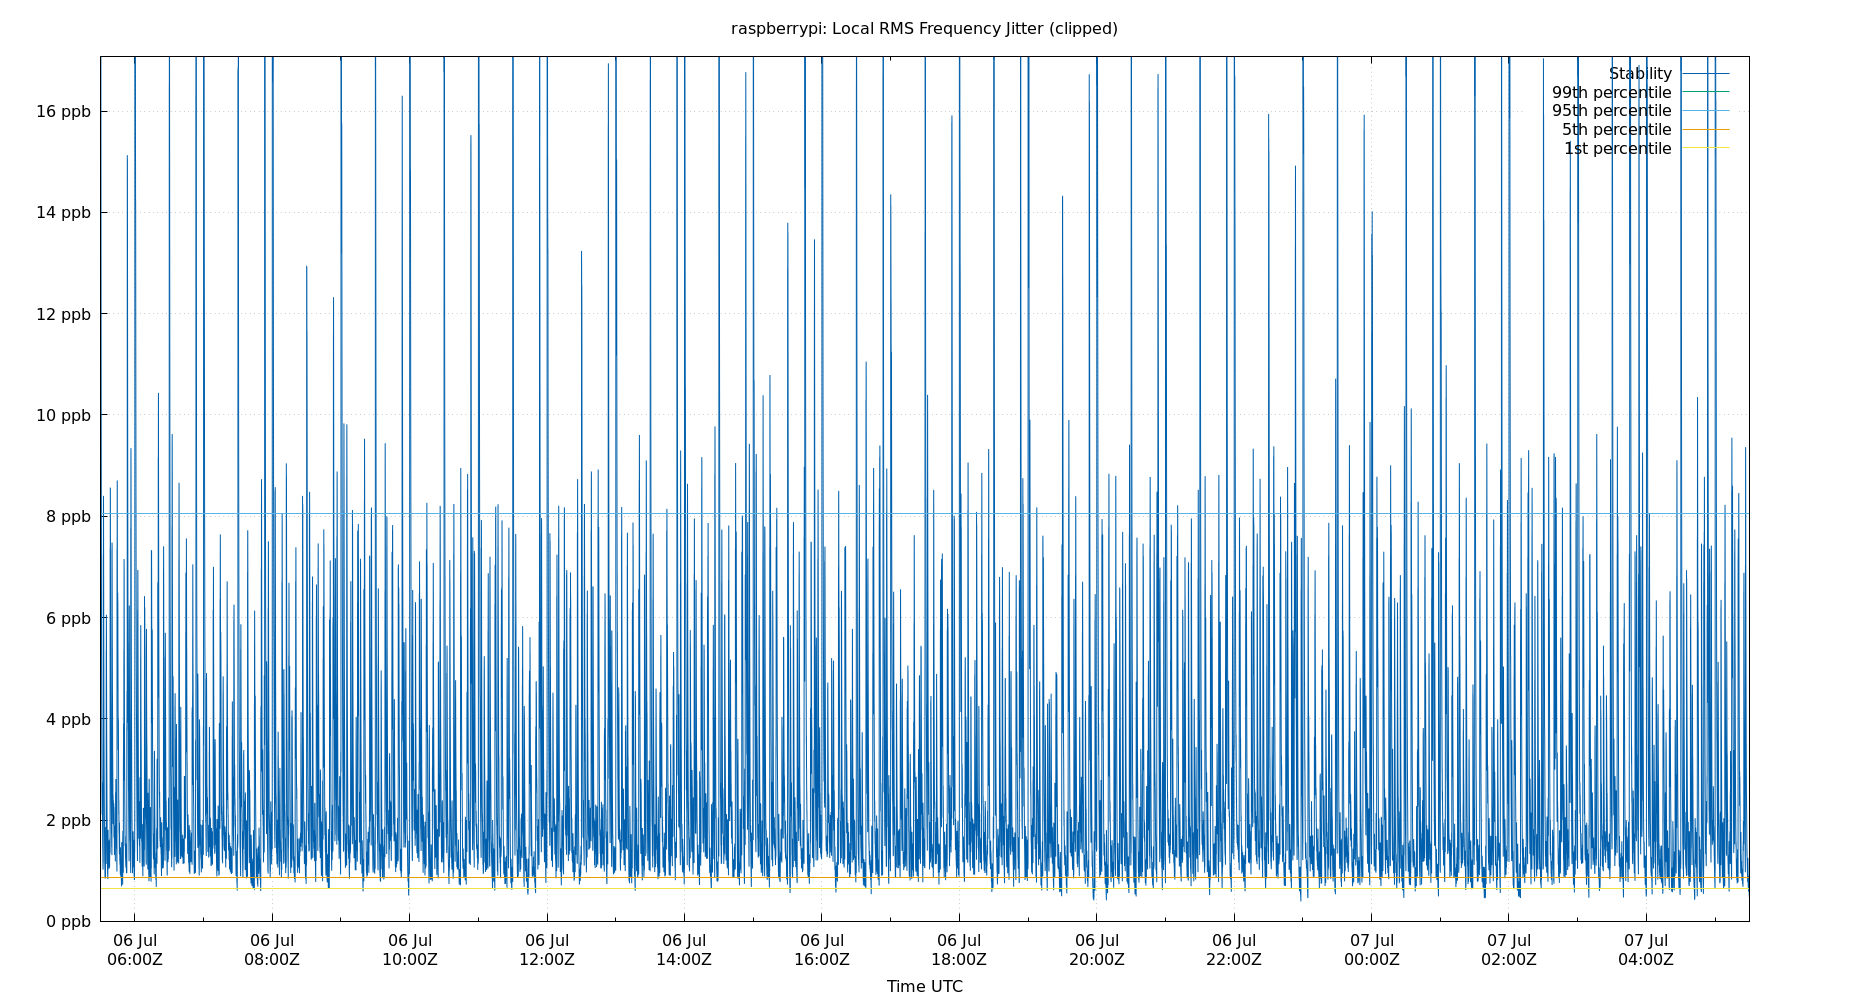 raspberrypi: Local RMS Frequency Jitter (clipped)
Stability
99th percentile
95th percentile
5th percentile
1st percentile
16 ppb
14 ppb
12 ppb
10 ppb
8 ppb
6 ppb
4 ppb
2 ppb
0 ppb
06 Jul 06 Jul 06 Jul 06 Jul 06 Jul 06 Jul 06 Jul 06 Jul 06 Jul 07 Jul 07 Jul 07 Jul
06:00Z 08:00Z 10:00Z 12:00Z 14:00Z 16:00Z 18:00Z 20:00Z 22:00Z 00:00Z 02:00Z 04:00Z
Time UTC